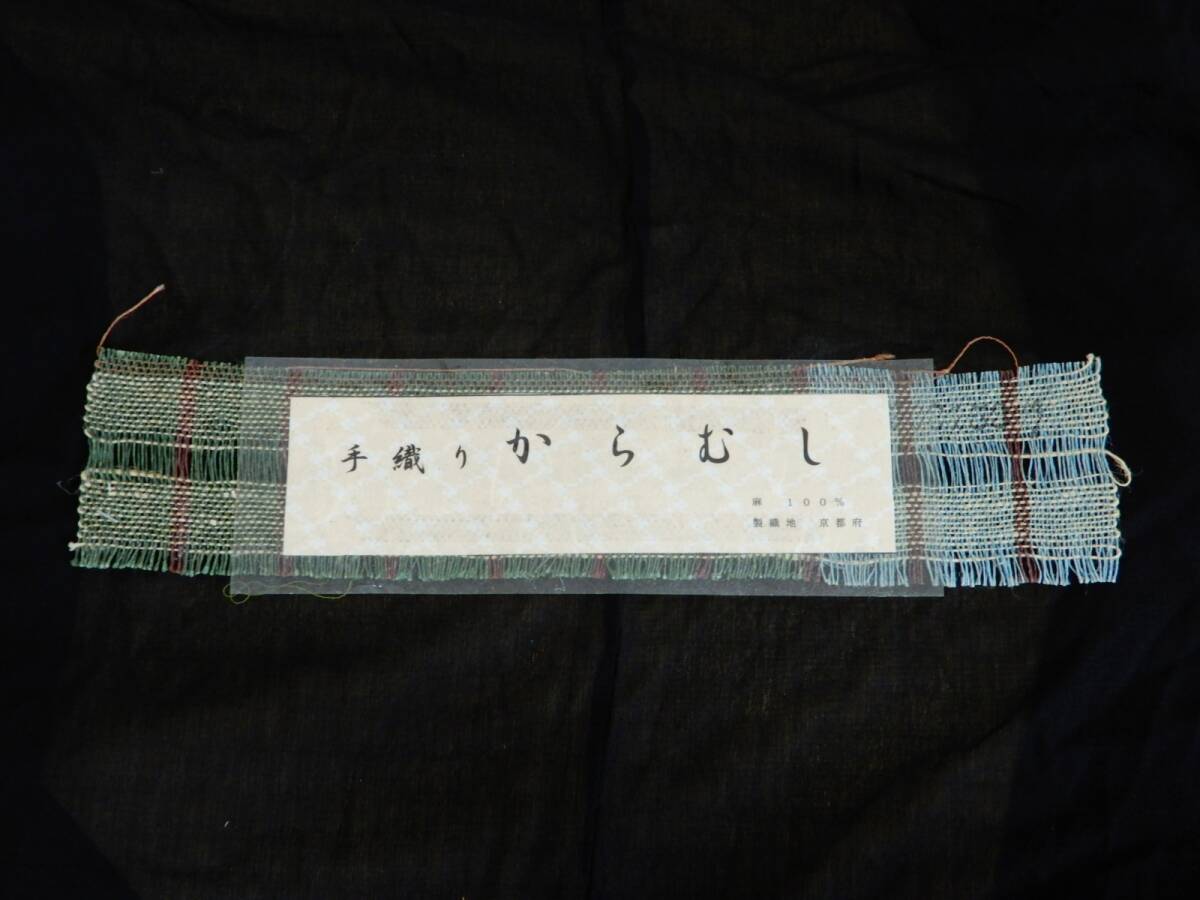 手織りからむし
麻 100%
製織地 京都府